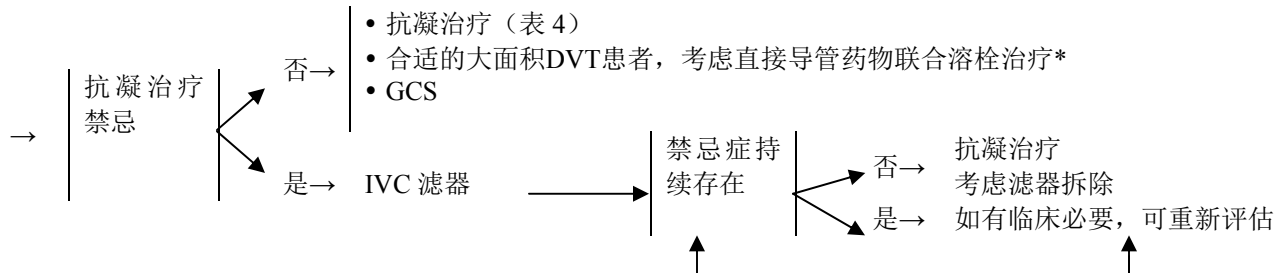 → 抗凝治疗
禁忌
否→
• 抗凝治疗（表 4）
• 合适的大面积DVT患者，考虑直接导管药物联合溶栓治疗*
• GCS
是→ IVC 滤器
禁忌症持
续存在
否→ 抗凝治疗
考虑滤器拆除
是→ 如有临床必要，可重新评估